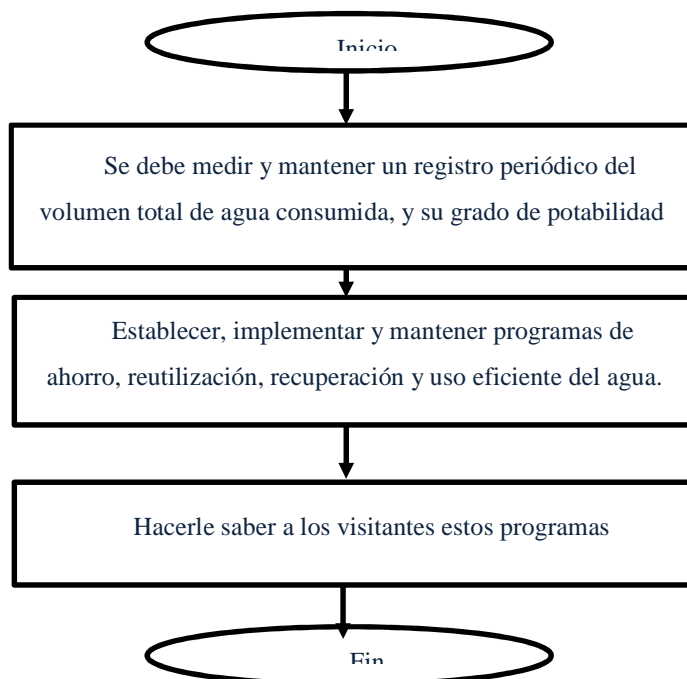 Inicio
Se debe medir y mantener un registro periódico del
volumen total de agua consumida, y su grado de potabilidad
Establecer, implementar y mantener programas de
ahorro, reutilización, recuperación y uso eficiente del agua.
Hacerle saber a los visitantes estos programas
Fin